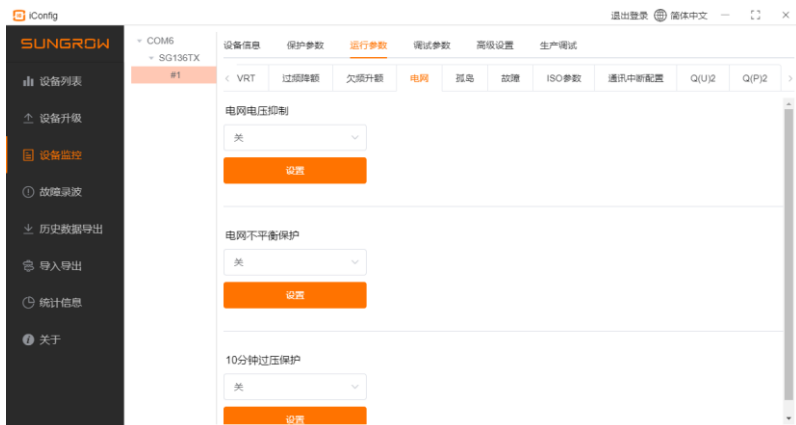 iConfig
退出登录 简体中文
SUNGROW
设备列表
设备升级
设备监控
故障录波
历史数据导出
导入导出
统计信息
关于
COM6
SG136TX
#1
设备信息 保护参数 运行参数 调试参数 高级设置 生产调试
< VRT 过频降额 欠频升额 电网 孤岛 故障 ISO参数 通讯中断配置 Q(U)2 Q(P)2 >
电网电压抑制
关
设置
电网不平衡保护
关
设置
10分钟过压保护
关
设置